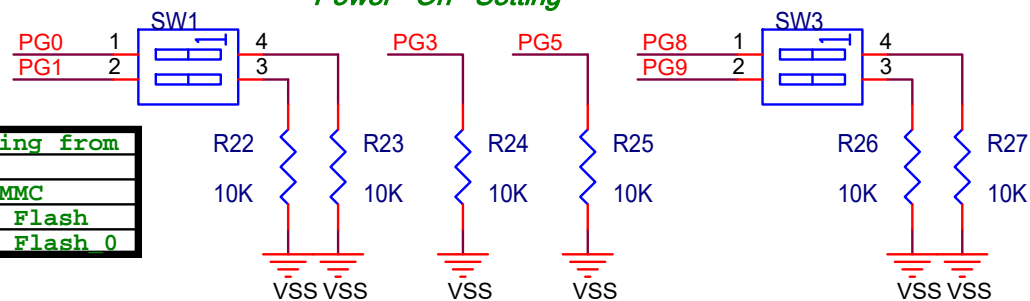 Power On Setting
SW1
SW3
PG0 1 4 PG3 PG5 PG8 1 4
PG1 2 3 PG9 2 3
R22 R23 R24 R25 R26 R27
10K 10K 10K 10K 10K 10K
VSS VSS VSS VSS VSS VSS
ing from
MMC
Flash
Flash_0